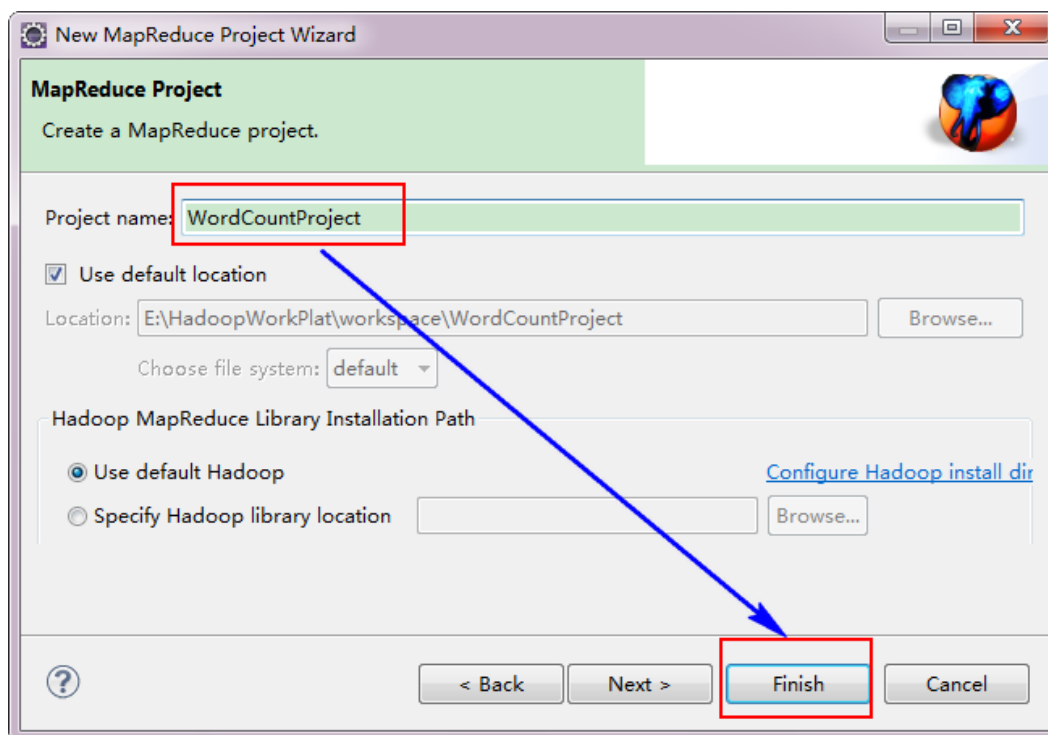 New MapReduce Project Wizard
MapReduce Project
Create a MapReduce project.
Project name: WordCountProject
Use default location
Location: E:\HadoopWorkPlat\workspace\WordCountProject Browse...
Choose file system: default
Hadoop MapReduce Library Installation Path
Use default Hadoop Configure Hadoop install dir
Specify Hadoop library location Browse...
? < Back Next > Finish Cancel